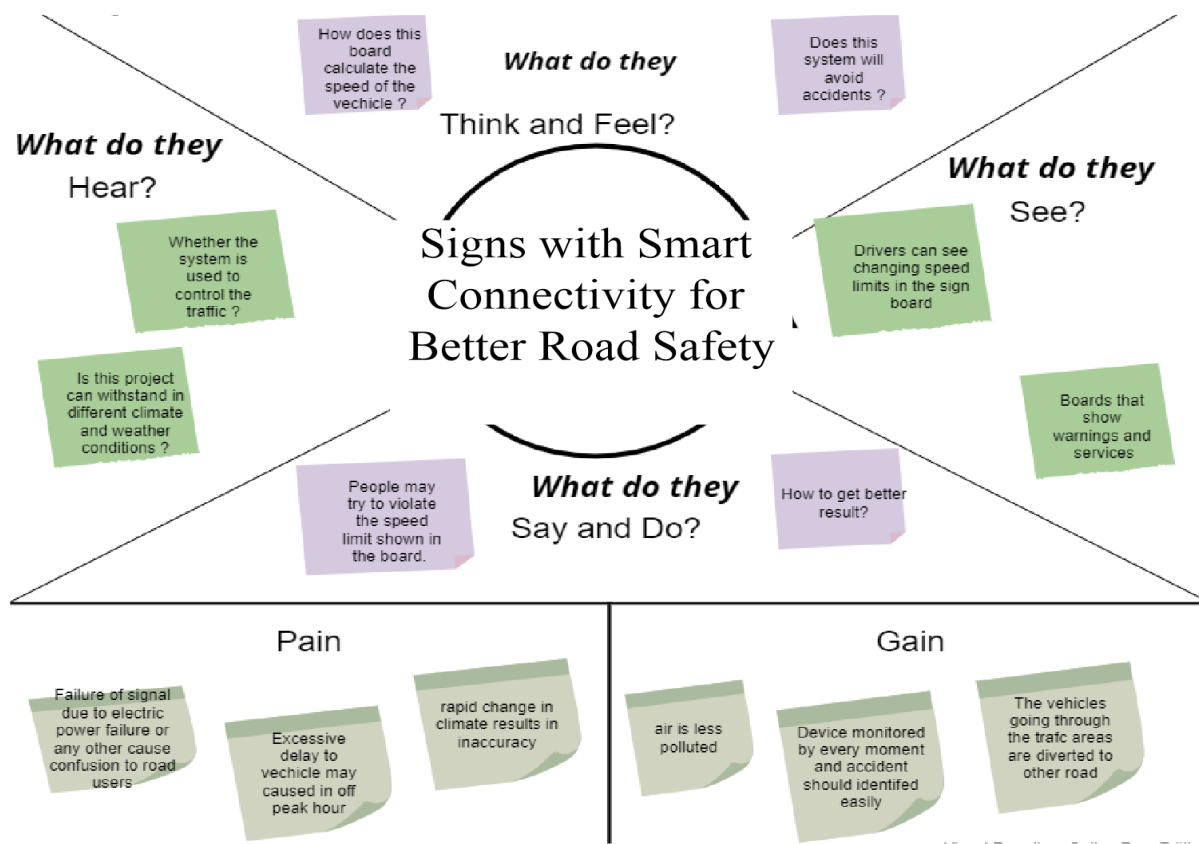 How does this
board
calculate the
speed of the
vechicle ?
What do they
Think and Feel?
Does this
system will
avoid
accidents ?
What do they
Hear?
Whether the
system is
used to
control the
traffic ?
Is this project
can withstand in
different climate
and weather
conditions ?
Signs with Smart
Connectivity for
Better Road Safety
What do they
See?
Drivers can see
changing speed
limits in the sign
board
Boards that
show
warnings and
services
People may
try to violate
the speed
limit shown in
the board.
What do they
Say and Do?
How to get better
result?
Pain
Failure of signal
due to electric
power failure or
any other cause
confusion to road
users
Excessive
delay to
vechicle may
caused in off
peak hour
rapid change in
climate results in
inaccuracy
Gain
air is less
polluted
Device monitored
by every moment
and accident
should identifed
easily
The vehicles
going through
the trafc areas
are diverted to
other road